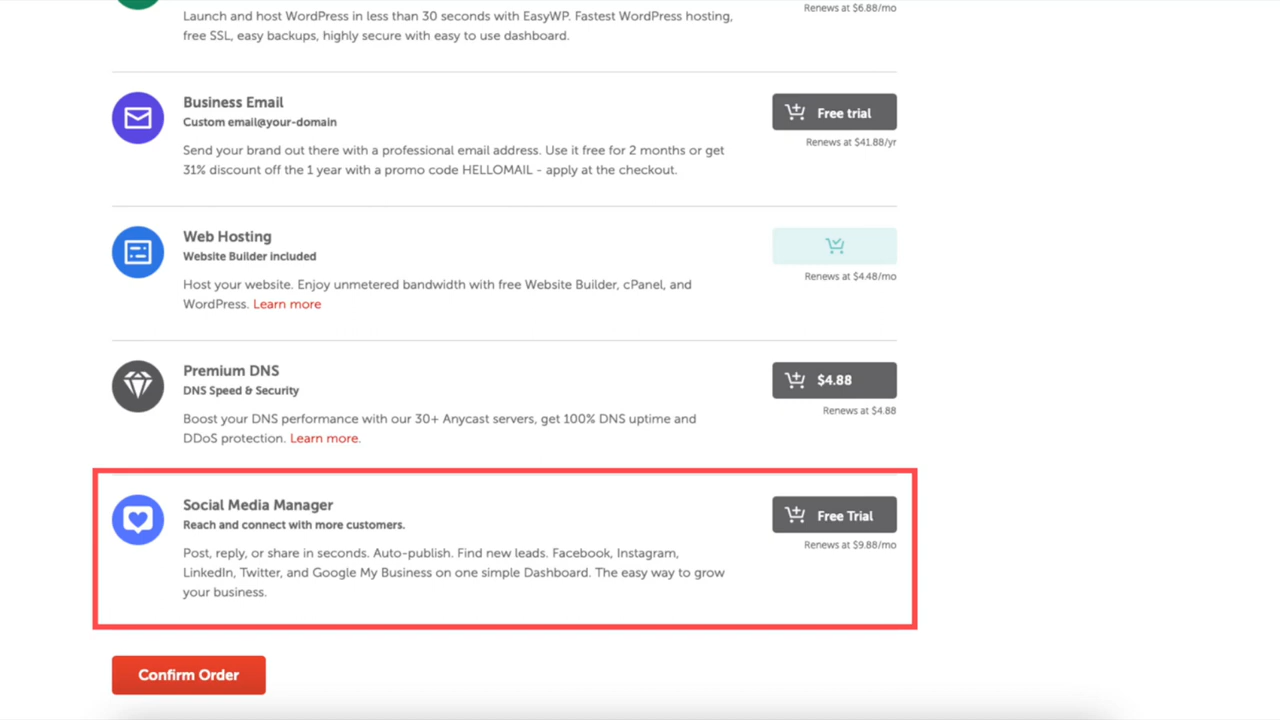 Launch and host WordPress in less than 30 seconds with EasyWP. Fastest WordPress hosting,
free SSL, easy backups, highly secure with easy to use dashboard.
Renews at $6.88/mo
Business Email
Custom email@your-domain
Send your brand out there with a professional email address. Use it free for 2 months or get
31% discount off the 1 year with a promo code HELLOMAIL - apply at the checkout.
Free trial
Renews at $41.88/yr
Web Hosting
Website Builder included
Host your website. Enjoy unmetered bandwidth with free Website Builder, cPanel, and
WordPress. Learn more
Renews at $4.48/mo
Premium DNS
DNS Speed & Security
Boost your DNS performance with our 30+ Anycast servers, get 100% DNS uptime and
DDoS protection. Learn more.
$4.88
Renews at $4.88
Social Media Manager
Reach and connect with more customers.
Post, reply, or share in seconds. Auto-publish. Find new leads. Facebook, Instagram,
LinkedIn, Twitter, and Google My Business on one simple Dashboard. The easy way to grow
your business.
Free Trial
Renews at $9.88/mo
Confirm Order